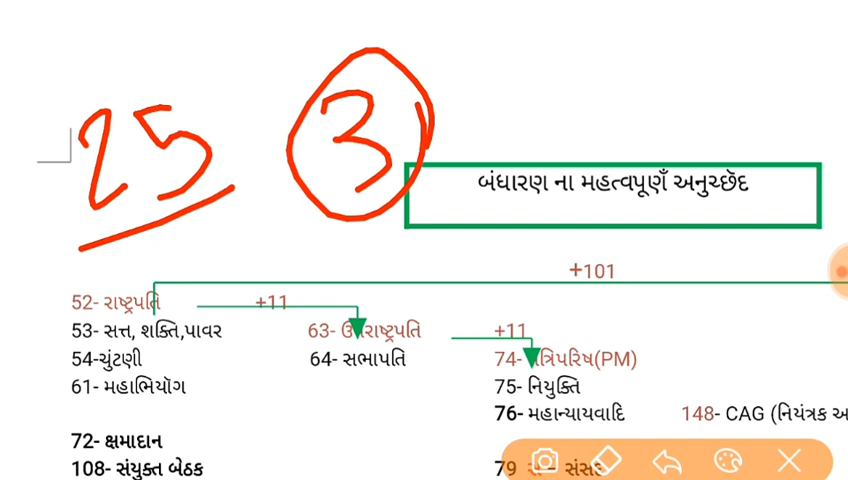 25 3
બંધારણ ના મહત્વપૂર્ણઁ અનુચ્છૅદ
+101
52- રાષ્ટ્રપતિ +11
53- સત્ત, શક્તિ,પાવર 63- ઉપરાષ્ટ્રપતિ +11
54-ચુંટણી 64- સભાપતિ 74- મંત્રિપરિષ(PM)
61- મહાભિયૉગ 75- નિયુક્તિ
76- મહાન્યાયવાદિ 148- CAG (નિયંત્રક અ
72- ક્ષમાદાન
108- સંયુક્ત બેઠક 79 સંસદ